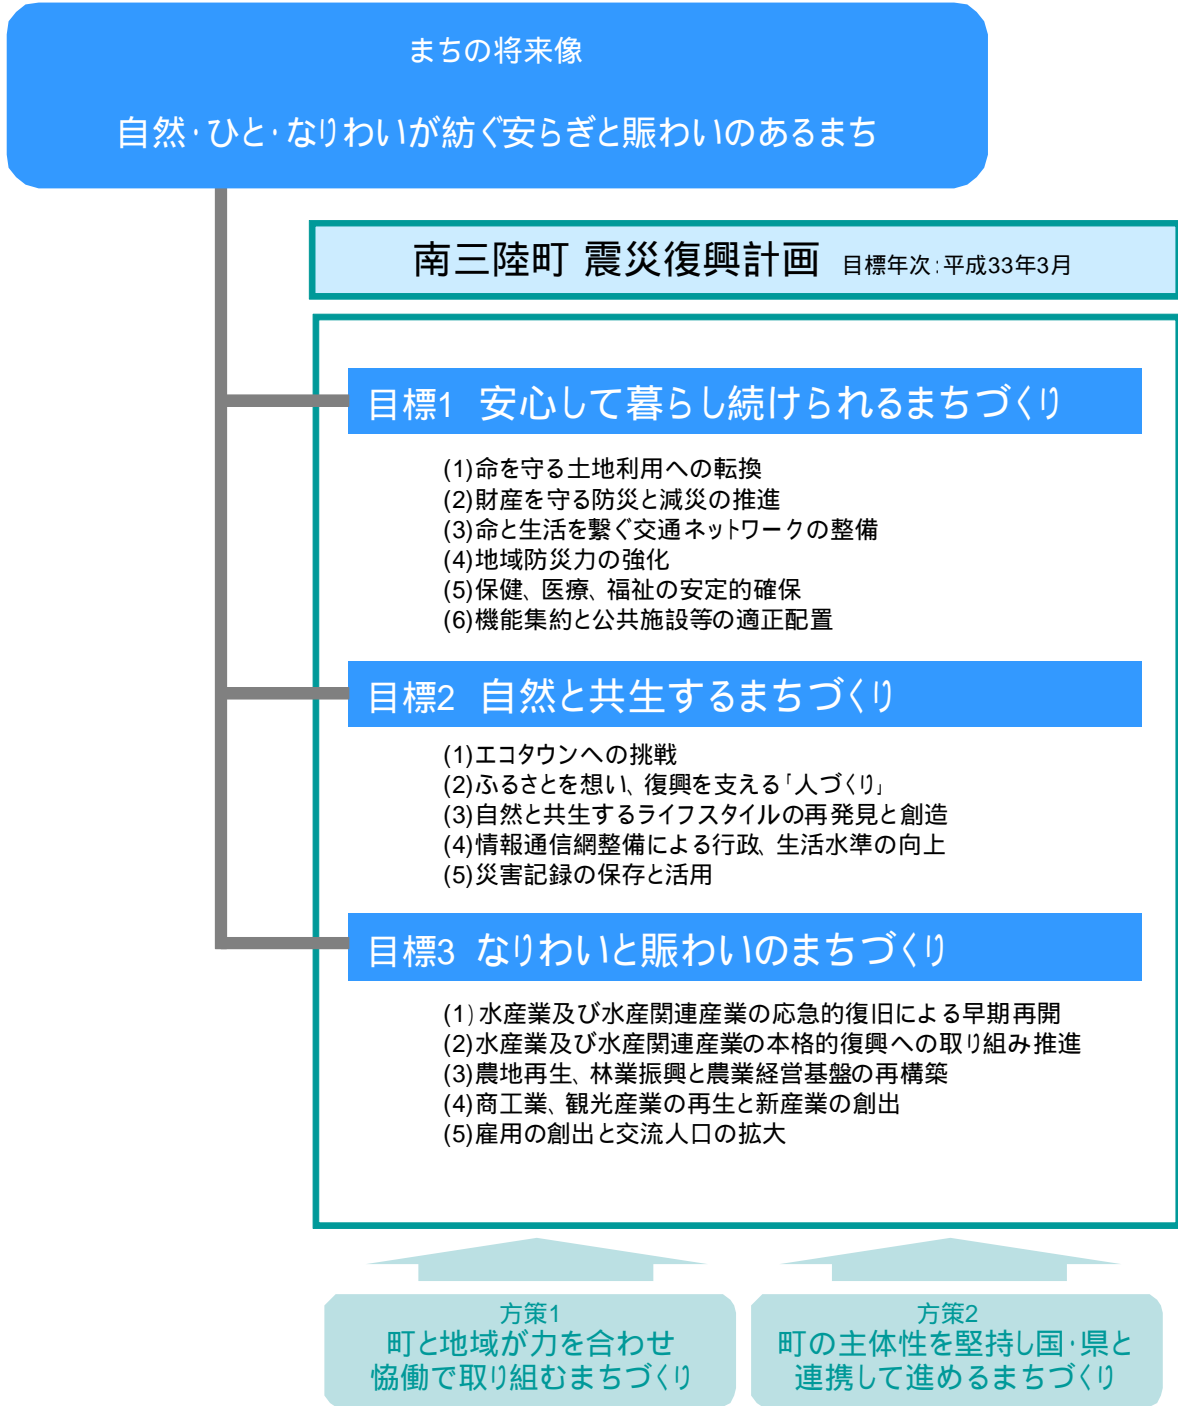 まちの将来像
自然・ひと・なりわいが紡ぐ安らぎと賑わいのあるまち
南三陸町 震災復興計画 目標年次:平成33年3月
目標1 安心して暮らし続けられるまちづくり
(1)命を守る土地利用への転換
(2)財産を守る防災と減災の推進
(3)命と生活を繋ぐ交通ネットワークの整備
(4)地域防災力の強化
(5)保健、医療、福祉の安定的確保
(6)機能集約と公共施設等の適正配置
目標2 自然と共生するまちづくり
(1)エコタウンへの挑戦
(2)ふるさとを想い、復興を支える「人づくり」
(3)自然と共生するライフスタイルの再発見と創造
(4)情報通信網整備による行政、生活水準の向上
(5)災害記録の保存と活用
目標3 なりわいと賑わいのまちづくり
(1)水産業及び水産関連産業の応急的復旧による早期再開
(2)水産業及び水産関連産業の本格的復興への取り組み推進
(3)農地再生、林業振興と農業経営基盤の再構築
(4)商工業、観光産業の再生と新産業の創出
(5)雇用の創出と交流人口の拡大
方策1
町と地域が力を合わせ
恊働で取り組むまちづくり
方策2
町の主体性を堅持し国・県と
連携して進めるまちづくり